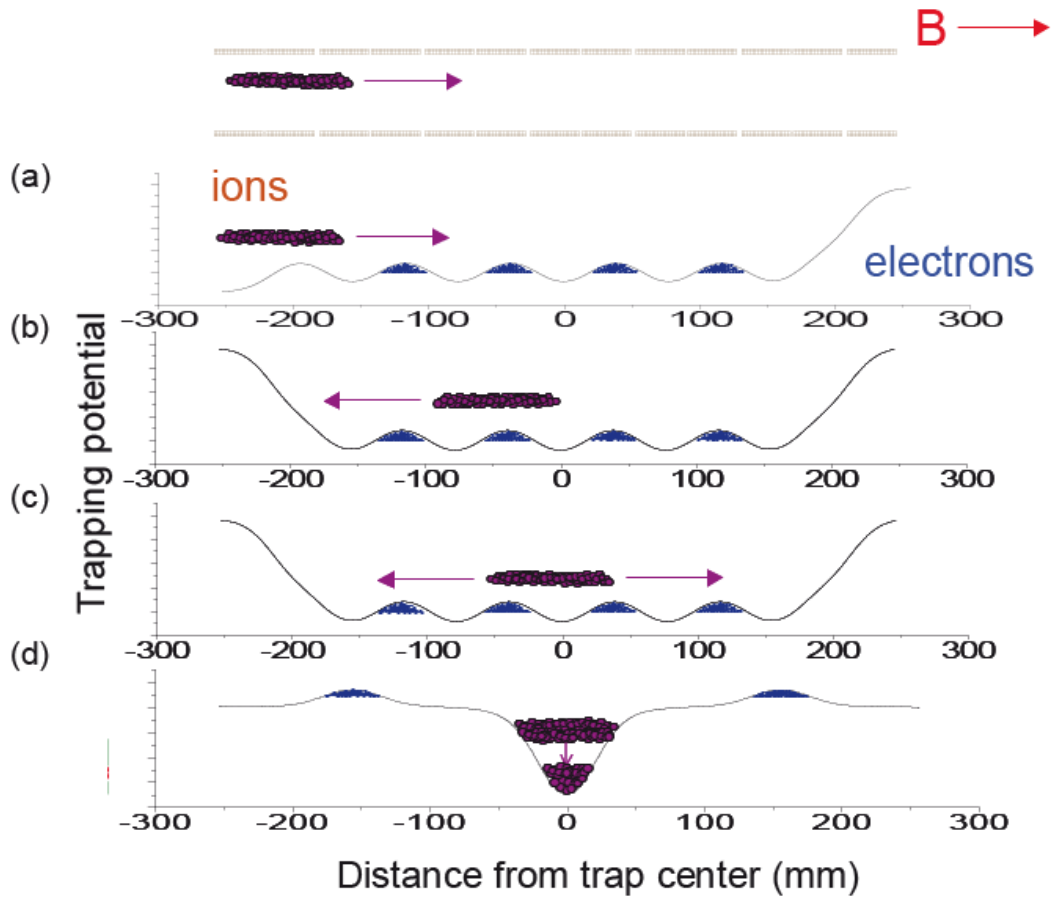 B
(a)
ions
electrons
-300 -200 -100 0 100 200 300
(b)
-300 -200 -100 0 100 200 300
(c)
-300 -200 -100 0 100 200 300
(d)
-300 -200 -100 0 100 200 300
Trapping potential
Distance from trap center (mm)